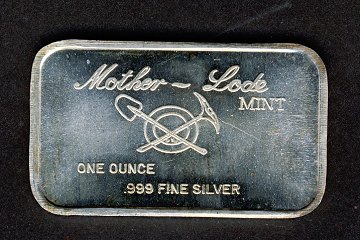 Mother ~ Lode
MINT
ONE OUNCE
.999 FINE SILVER